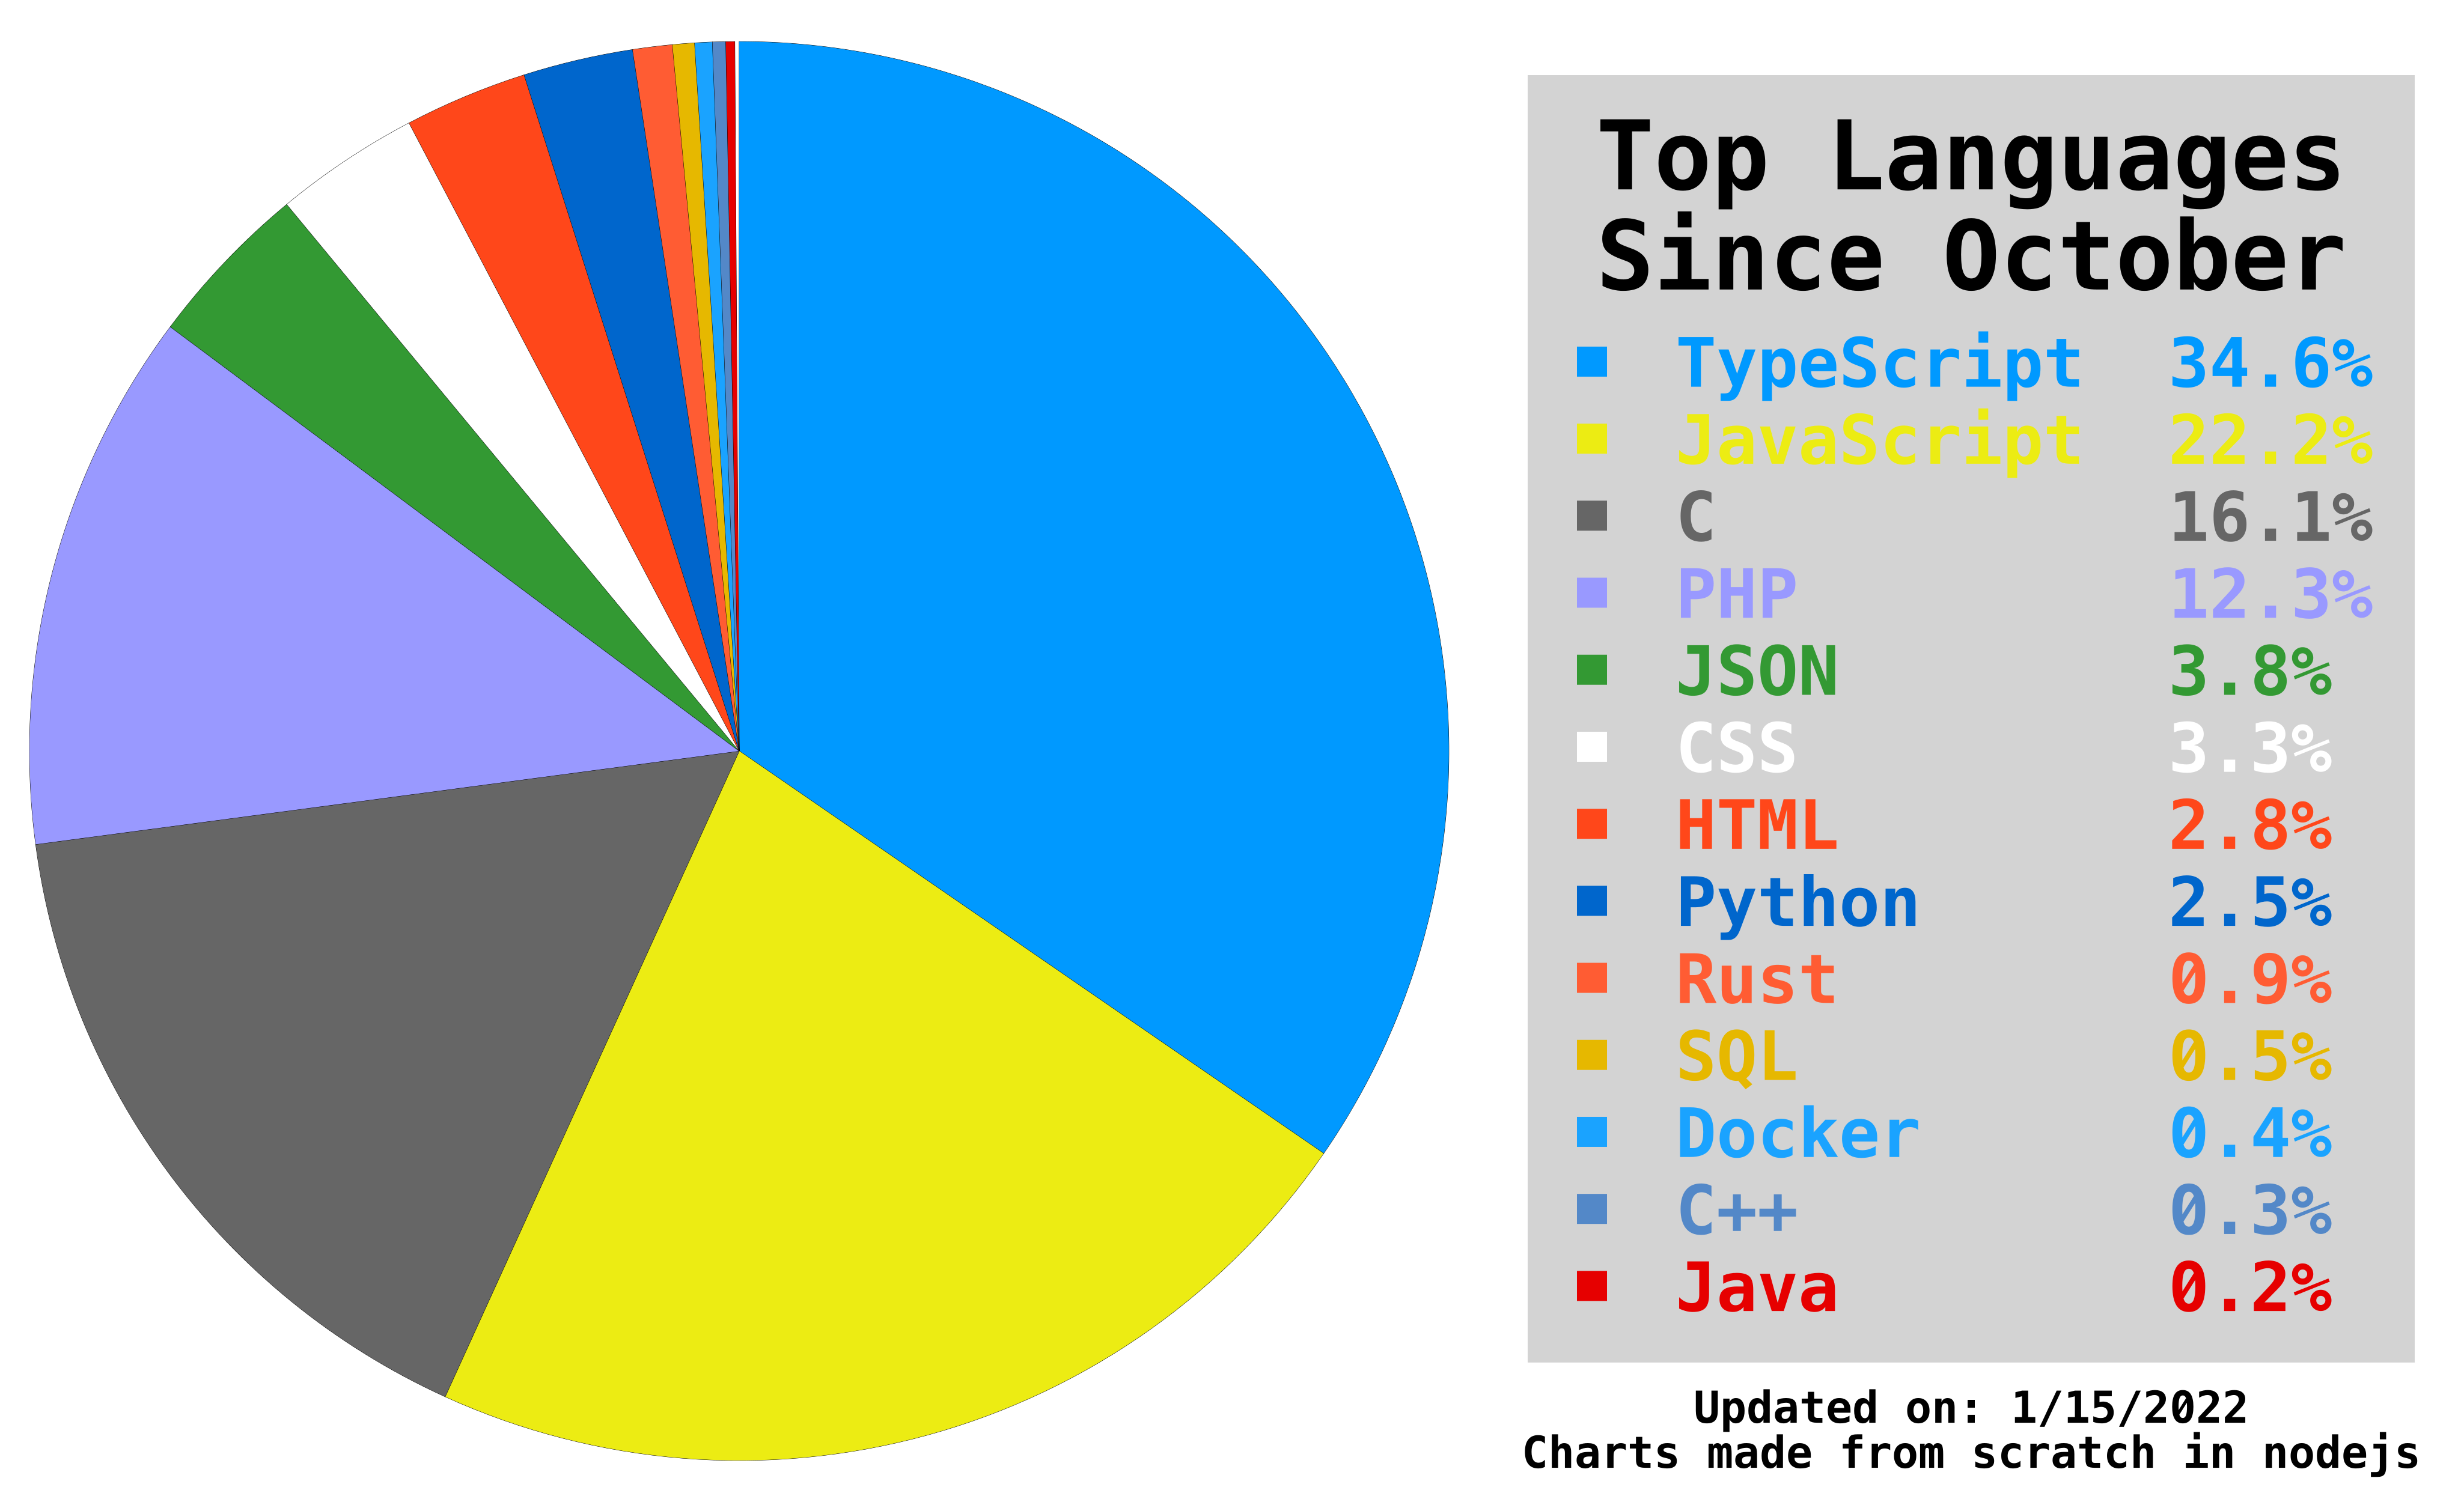 Top Languages
Since October
TypeScript 34.6%
JavaScript 22.2%
C 16.1%
PHP 12.3%
JSON 3.8%
CSS 3.3%
HTML 2.8%
Python 2.5%
Rust 0.9%
SQL 0.5%
Docker 0.4%
C++ 0.3%
Java 0.2%
Updated on: 1/15/2022
Charts made from scratch in nodejs